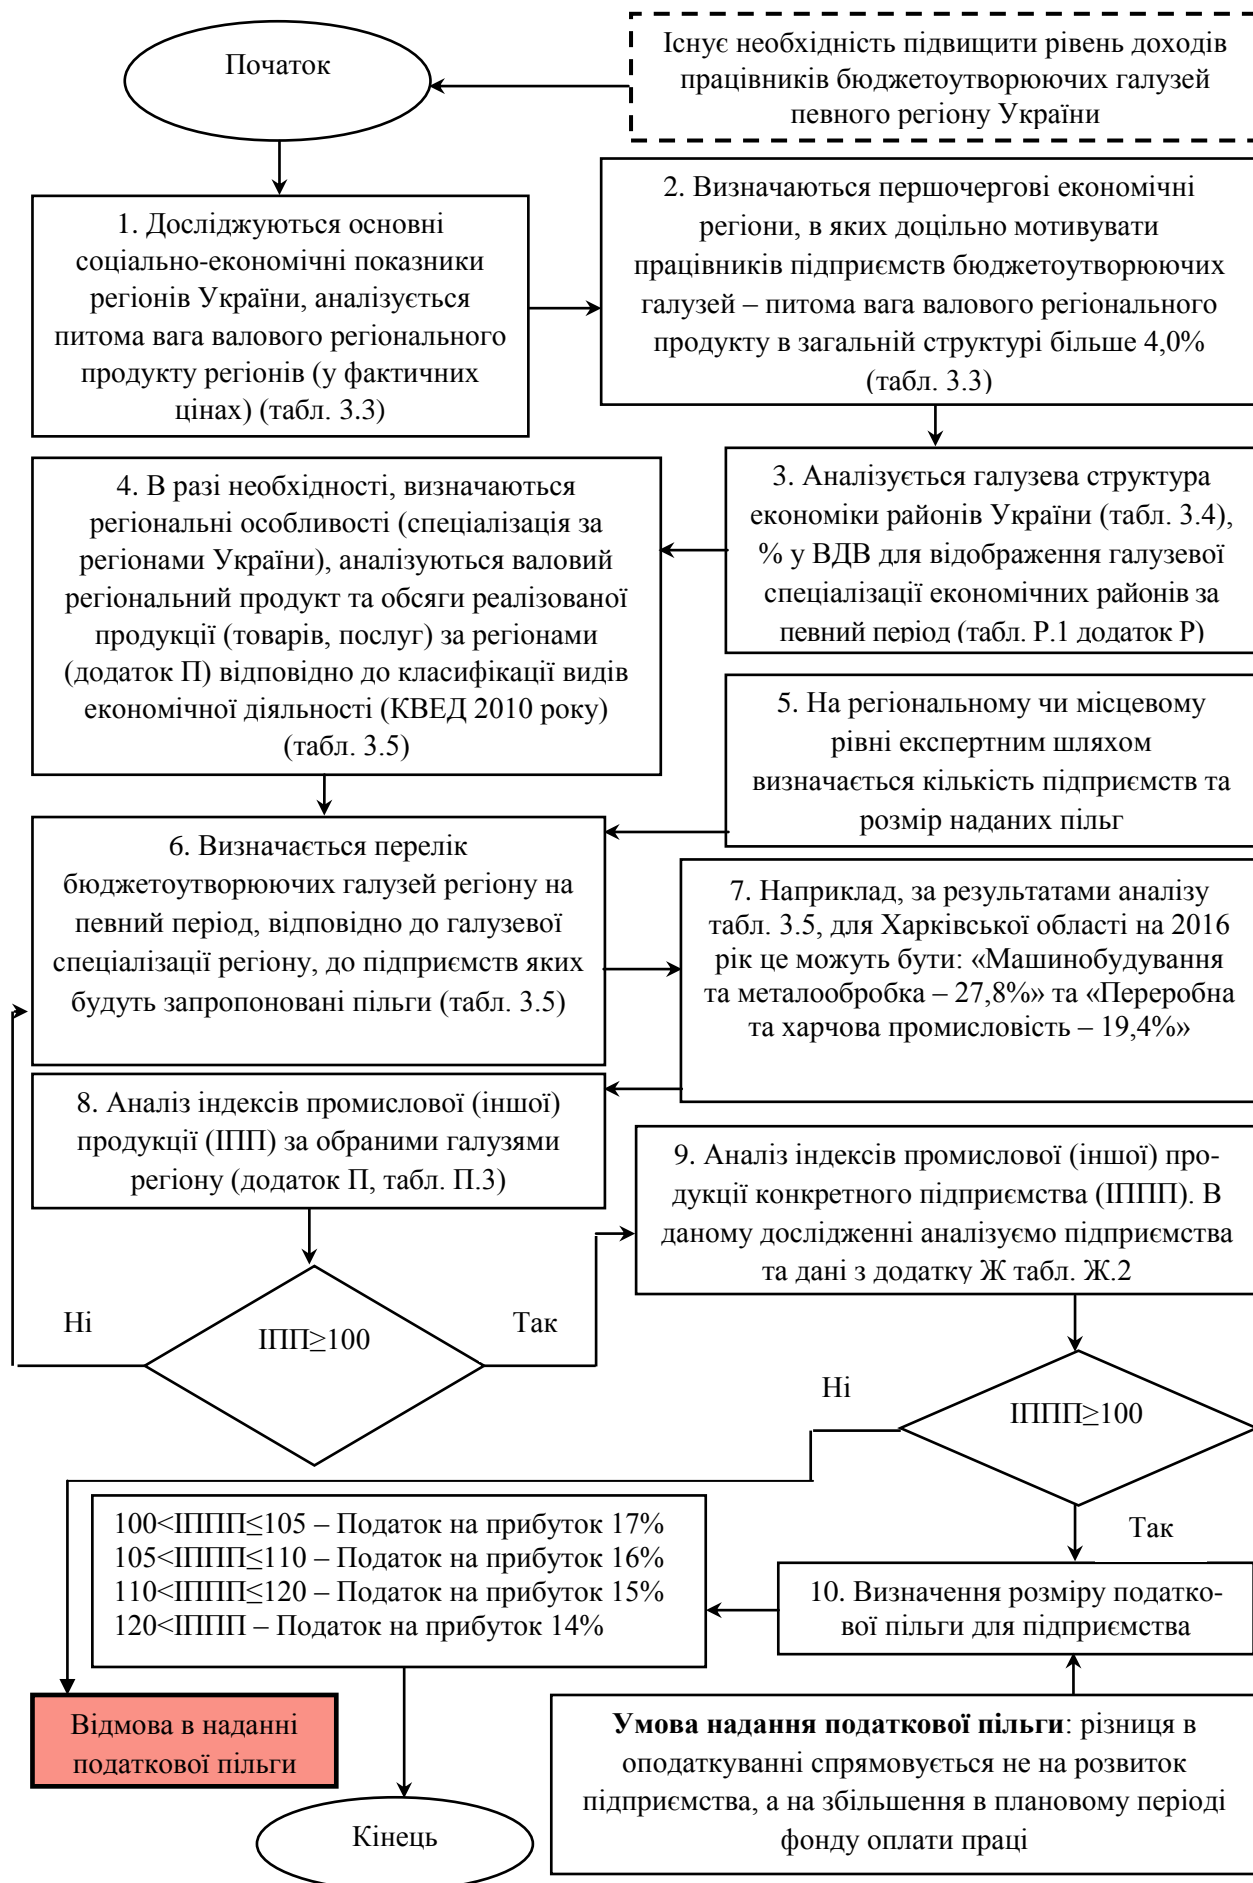 Початок
Існує необхідність підвищити рівень доходів
працівників бюджетоутворюючих галузей
певного регіону України
1. Досліджуються основні
соціально-економічні показники
регіонів України, аналізується
питома вага валового регіонального
продукту регіонів (у фактичних
цінах) (табл. 3.3)
2. Визначаються першочергові економічні
регіони, в яких доцільно мотивувати
працівників підприємств бюджетоутворюючих
галузей – питома вага валового регіонального
продукту в загальній структурі більше 4,0%
(табл. 3.3)
3. Аналізується галузева структура
економіки районів України (табл. 3.4),
% у ВДВ для відображення галузевої
спеціалізації економічних районів за
певний період (табл. Р.1 додаток Р)
4. В разі необхідності, визначаються
регіональні особливості (спеціалізація за
регіонами України), аналізуються валовий
регіональний продукт та обсяги реалізованої
продукції (товарів, послуг) за регіонами
(додаток П) відповідно до класифікації видів
економічної діяльності (КВЕД 2010 року)
(табл. 3.5)
5. На регіональному чи місцевому
рівні експертним шляхом
визначається кількість підприємств та
розмір наданих пільг
6. Визначається перелік
бюджетоутворюючих галузей регіону на
певний період, відповідно до галузевої
спеціалізації регіону, до підприємств яких
будуть запропоновані пільги (табл. 3.5)
7. Наприклад, за результатами аналізу
табл. 3.5, для Харківської області на 2016
рік це можуть бути: «Машинобудування
та металообробка – 27,8%» та «Переробна
та харчова промисловість – 19,4%»
8. Аналіз індексів промислової (іншої)
продукції (ІПП) за обраними галузями
регіону (додаток П, табл. П.3)
9. Аналіз індексів промислової (іншої) про-
дукції конкретного підприємства (ІППП). В
даному дослідженні аналізуємо підприємства
та дані з додатку Ж табл. Ж.2
Ні
ІПП≥100
Так
Ні
ІППП≥100
Так
100<ІППП≤105 – Податок на прибуток 17%
105<ІППП≤110 – Податок на прибуток 16%
110<ІППП≤120 – Податок на прибуток 15%
120<ІППП – Податок на прибуток 14%
10. Визначення розміру податко-
вої пільги для підприємства
Відмова в наданні
податкової пільги
Умова надання податкової пільги: різниця в
оподаткуванні спрямовується не на розвиток
підприємства, а на збільшення в плановому періоді
фонду оплати праці
Кінець